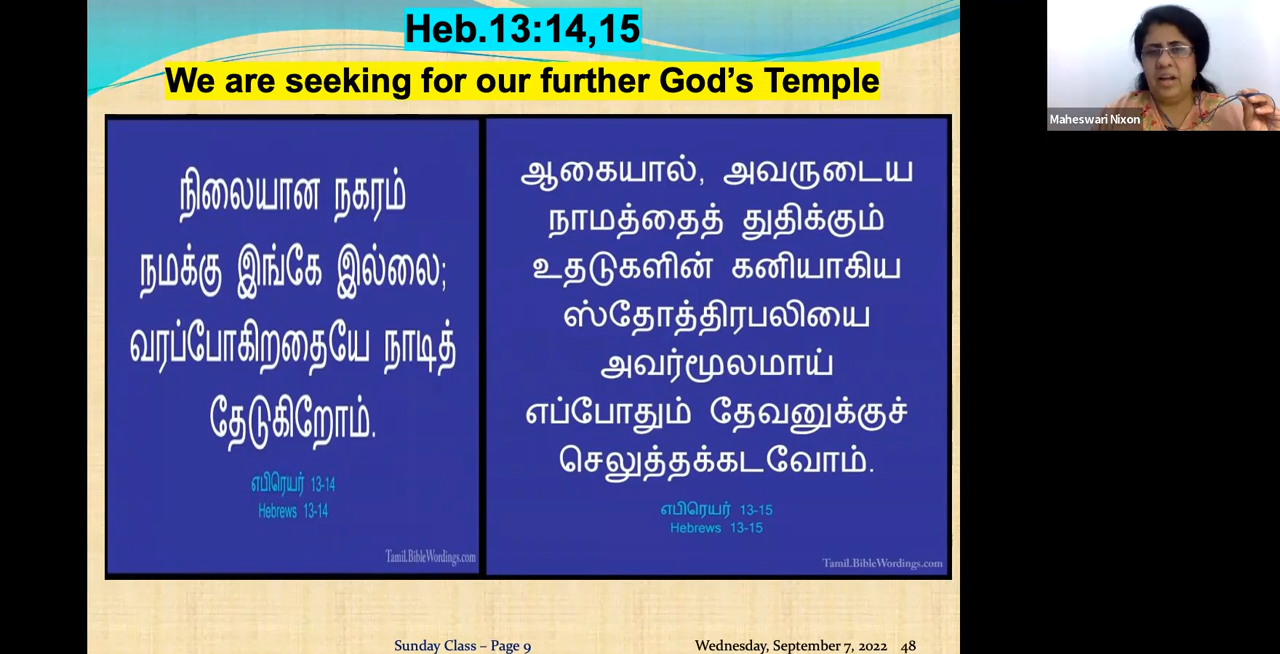 Heb.13:14,15
We are seeking for our further God’s Temple
நிலையான நகரம்
நமக்கு இங்கே இல்லை;
வரப்போகிறதையே நாடித்
தேடுகிறோம்.
எபிரெயர் 13-14
Hebrews 13-14
Tamil.BibleWordings.com
ஆகையால், அவருடைய
நாமத்தைத் துதிக்கும்
உதடுகளின் கனியாகிய
ஸ்தோத்திரபலியை
அவர்மூலமாய்
எப்போதும் தேவனுக்குச்
செலுத்தக்கடவோம்.
எபிரெயர் 13-15
Hebrews 13-15
Tamil.BibleWordings.com
Sunday Class – Page 9
Wednesday, September 7, 2022 48
Maheswari Nixon